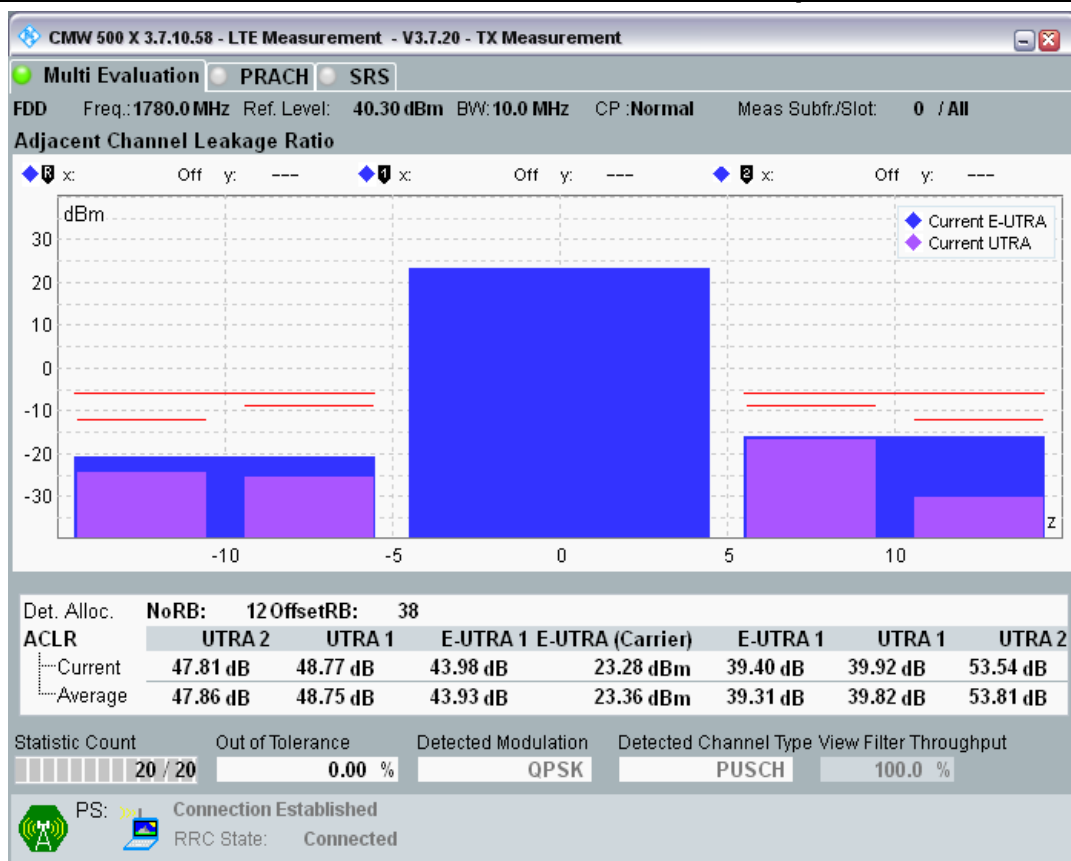 CMW 500 X 3.7.10.58 - LTE Measurement - V3.7.20 - TX Measurement
Multi Evaluation PRACH SRS
FDD Freq.: 1780.0 MHz Ref. Level: 40.30 dBm BW: 10.0 MHz CP :Normal Meas Subfr./Slot: 0 / All
Adjacent Channel Leakage Ratio
R x: Off y: --- 1 x: Off y: --- 2 x: Off y: ---
dBm
Current E-UTRA
Current UTRA
30
20
10
0
-10
-20
-30
z
-10 -5 0 5 10
Det. Alloc. NoRB: 12 OffsetRB: 38
ACLR UTRA 2 UTRA 1 E-UTRA 1 E-UTRA (Carrier) E-UTRA 1 UTRA 1 UTRA 2
Current 47.81 dB 48.77 dB 43.98 dB 23.28 dBm 39.40 dB 39.92 dB 53.54 dB
Average 47.86 dB 48.75 dB 43.93 dB 23.36 dBm 39.31 dB 39.82 dB 53.81 dB
Statistic Count Out of Tolerance Detected Modulation Detected Channel Type View Filter Throughput
20 / 20 0.00 % QPSK PUSCH 100.0 %
PS: Connection Established
RRC State: Connected